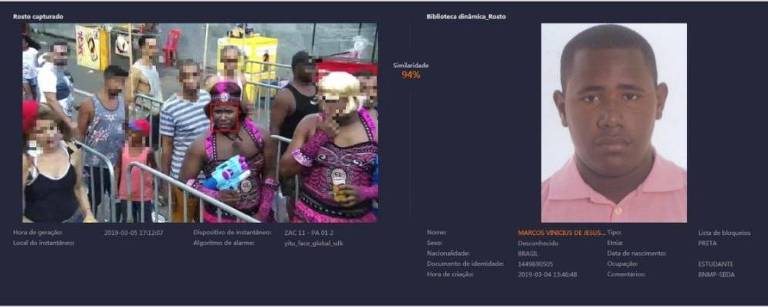 Rosto capturado
Biblioteca dinâmica_Rosto
Similaridade
94%
Hora de geração: 2019-03-05 17:12:07
Dispositivo de instantâneo: ZAC 11 - PA 01 2
Local do instantâneo:
Algoritmo de alarme: yitu_face_global_sdk
Nome: MARCOS VINICIUS DE JESUS...
Tipo: Lista de bloqueios
Sexo: Desconhecido
Etnia: PRETA
Nacionalidade: BRASIL
Data de nascimento:
Documento de identidade: 1449690505
Ocupação: ESTUDANTE
Hora de criação: 2019-03-04 13:46:48
Comentários: BNMP-SEDA